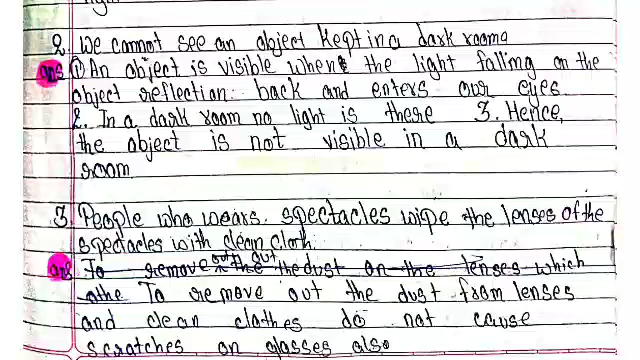 2. We cannot see an object kept in a dark room
ans ① An object is visible when the light falling on the
object reflection back and enters our eyes.
2. In a dark room no light is there 3. Hence,
the object is not visible in a dark
room
3. People who wears spectacles wipe the lenses of the
spectacles with clean cloth.
ans To remove the dust on the lenses which
To remove out the dust from lenses
and clean clothes do not cause
scratches on glasses also